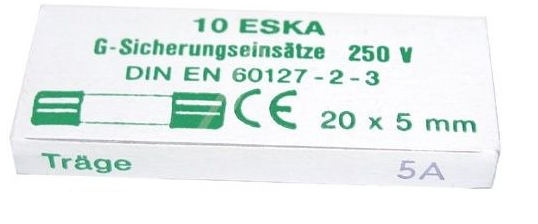 10 ESKA
G-Sicherungseinsätze 250 V
DIN EN 60127-2-3
CE 20 x 5 mm
Träge 5A